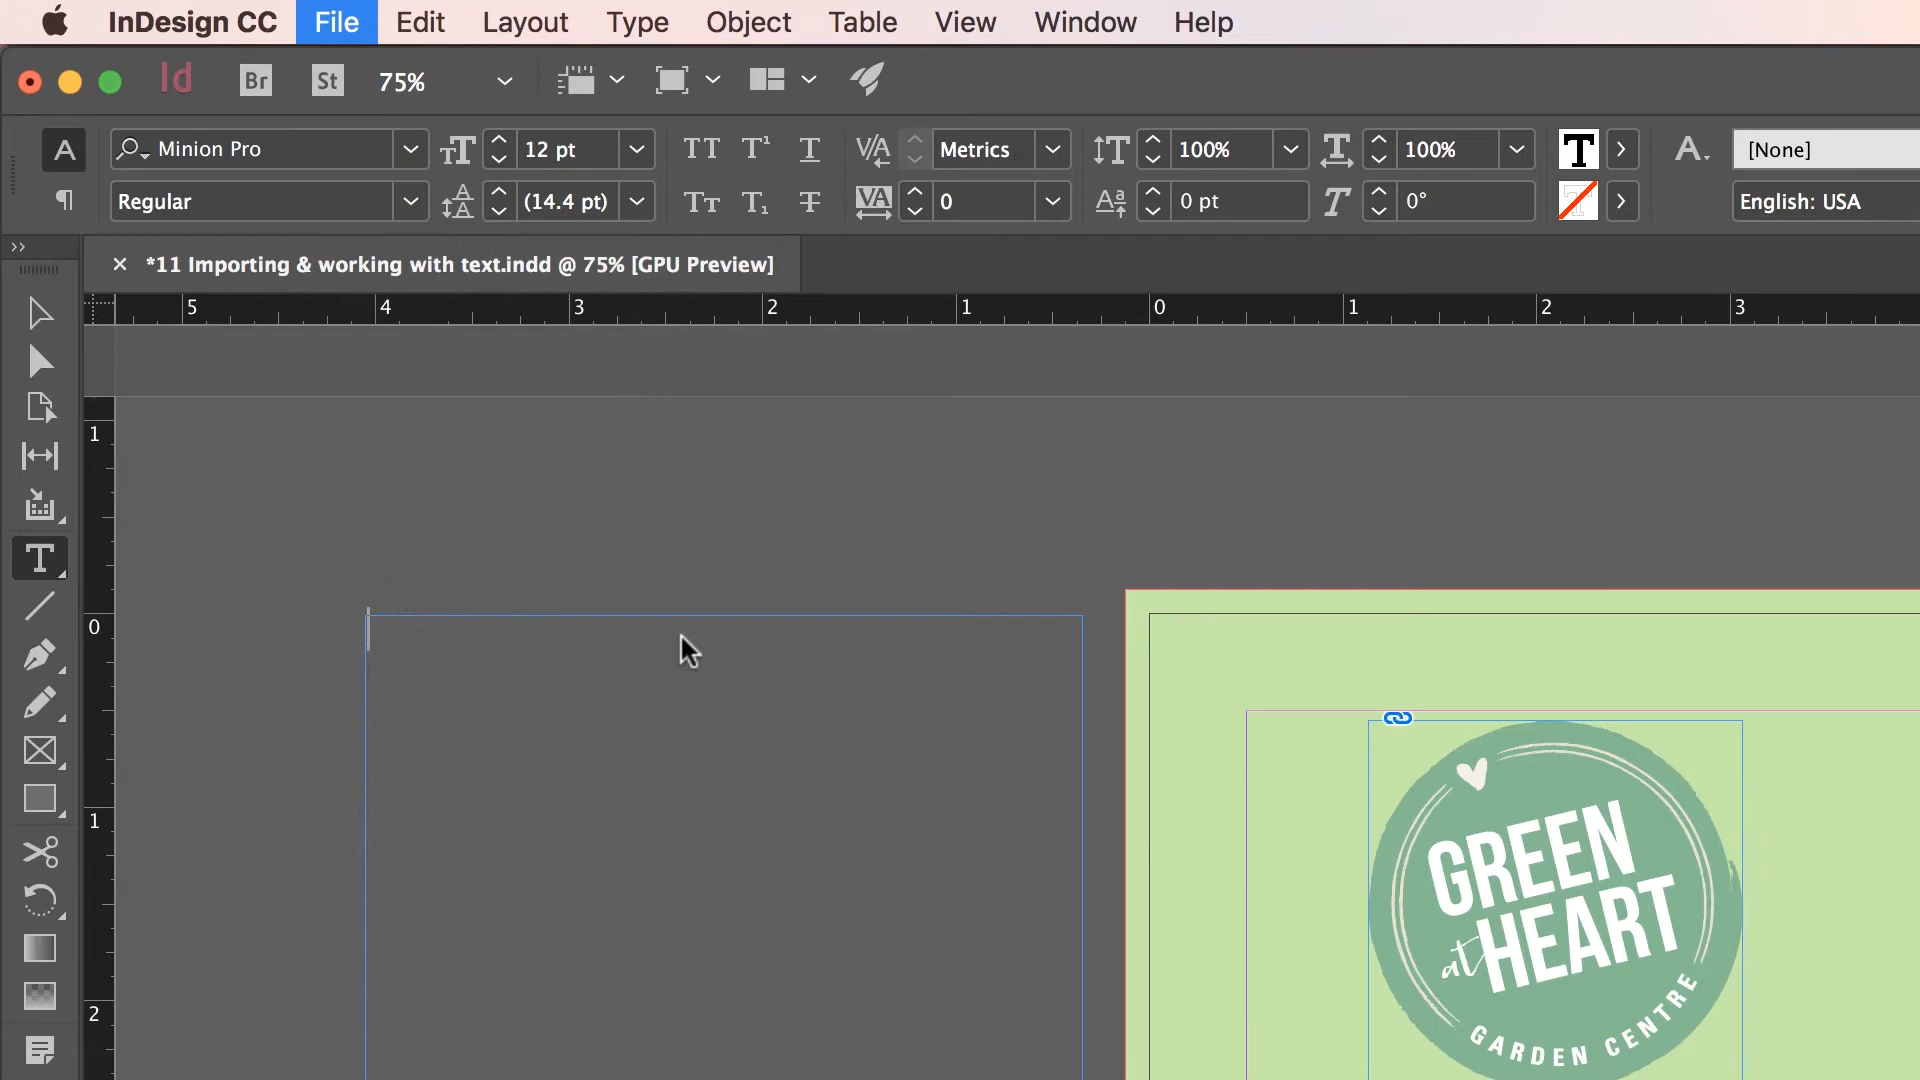 InDesign CC File Edit Layout Type Object Table View Window Help
Id Br St 75%
A Minion Pro 12 pt Metrics 100% 100% [None]
Regular (14.4 pt) 0 0 pt 0° English: USA
*11 Importing & working with text.indd @ 75% [GPU Preview]
5 4 3 2 1 0 1 2 3
1
0
1
2
GREEN
at HEART
GARDEN CENTRE